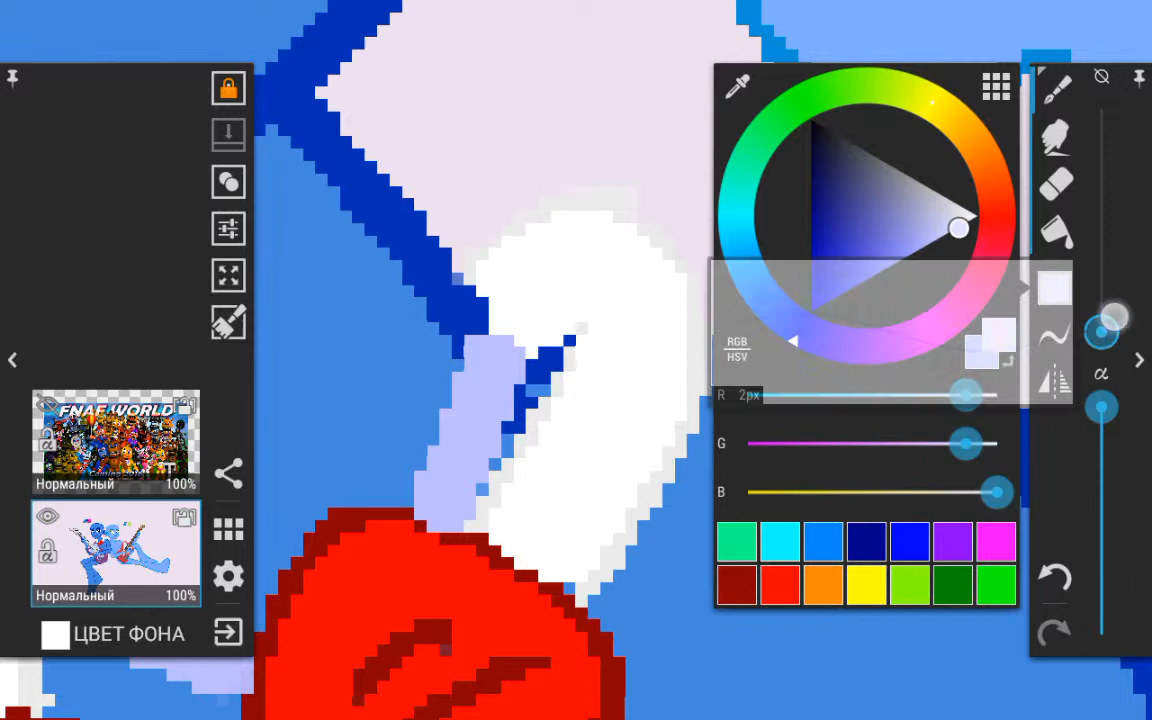 FNAF WORLD
Нормальный 100%
Нормальный 100%
ЦВЕТ ФОНА
RGB
HSV
R 2px
G
B
α